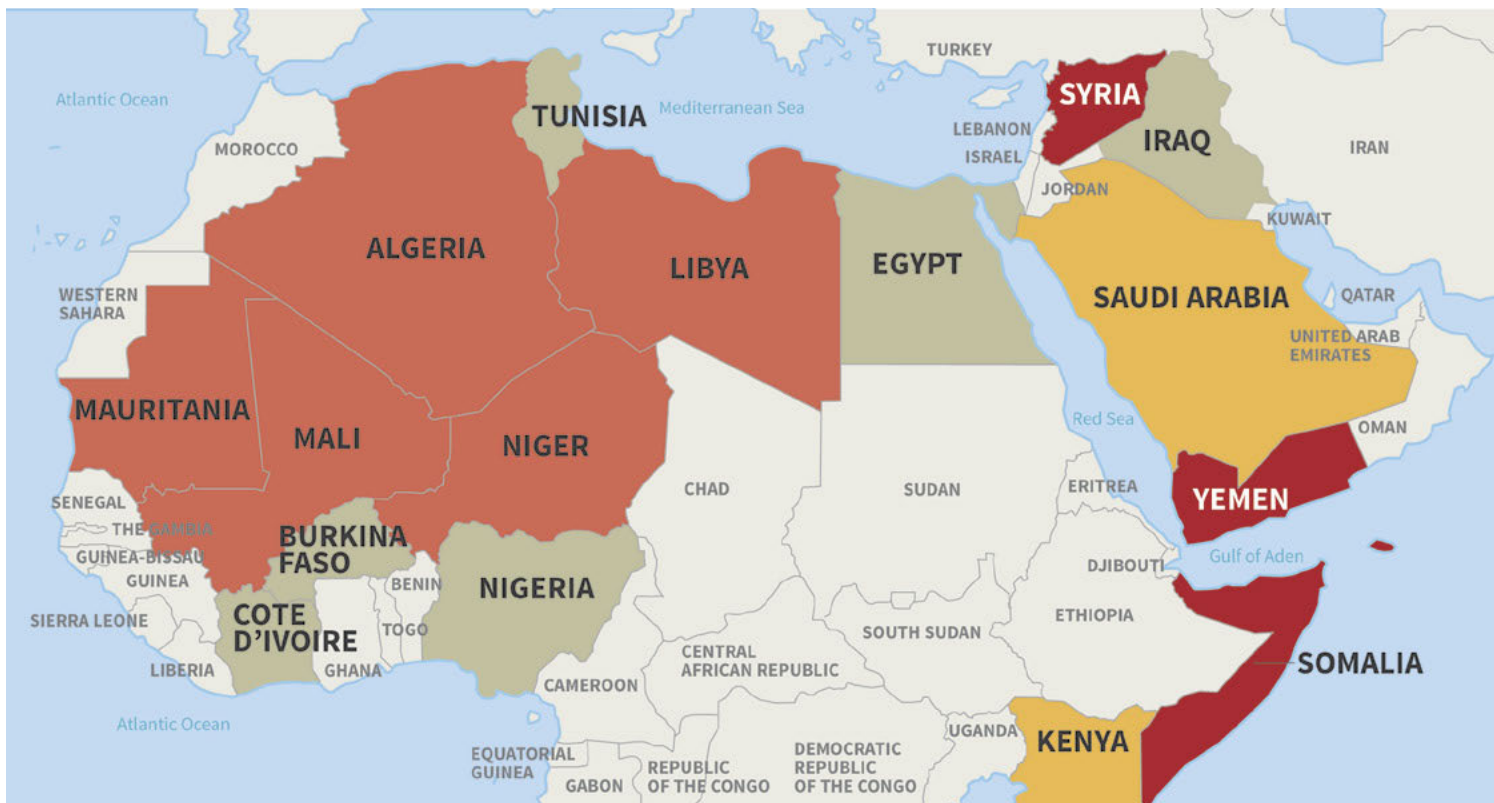 TURKEY
SYRIA
Atlantic Ocean
TUNISIA
Mediterranean Sea
LEBANON
IRAQ
MOROCCO
ISRAEL
IRAN
JORDAN
KUWAIT
ALGERIA
LIBYA
EGYPT
WESTERN
SAHARA
SAUDI ARABIA
QATAR
UNITED ARAB
EMIRATES
MAURITANIA
MALI
NIGER
Red Sea
OMAN
SENEGAL
CHAD
SUDAN
ERITREA
YEMEN
THE GAMBIA
BURKINA
FASO
GUINEA-BISSAU
GUINEA
BENIN
NIGERIA
Gulf of Aden
DJIBOUTI
SIERRA LEONE
COTE
D'IVOIRE
TOGO
ETHIOPIA
SOUTH SUDAN
LIBERIA
GHANA
CENTRAL
AFRICAN REPUBLIC
SOMALIA
CAMEROON
Atlantic Ocean
UGANDA
KENYA
EQUATORIAL
GUINEA
GABON
REPUBLIC
OF THE CONGO
DEMOCRATIC
REPUBLIC
OF THE CONGO